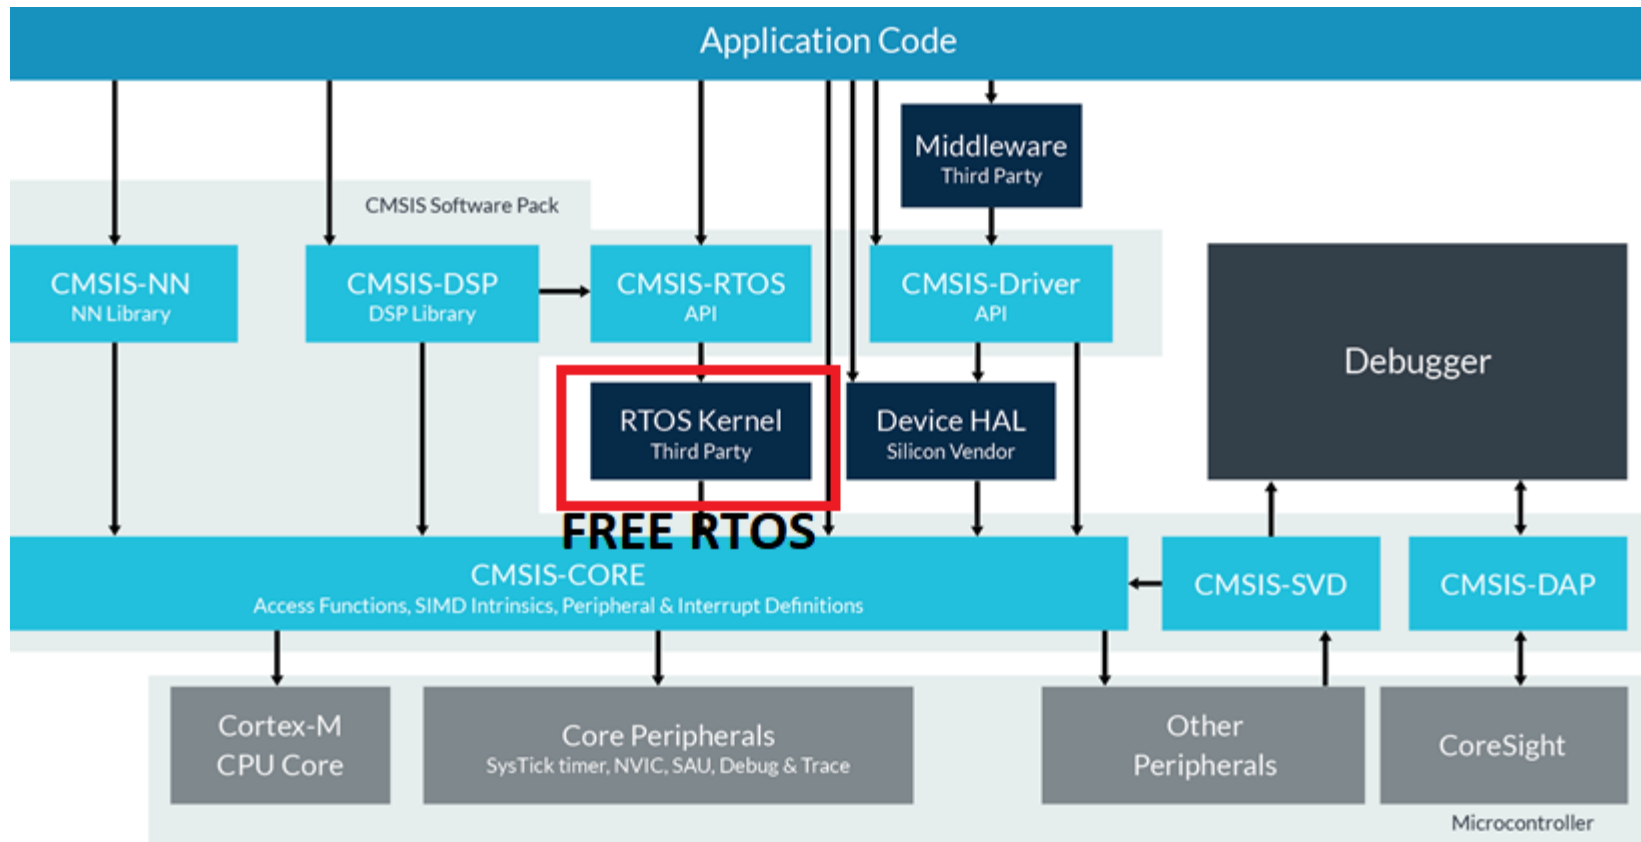 Application Code
Middleware
Third Party
CMSIS Software Pack
CMSIS-NN
NN Library
CMSIS-DSP
DSP Library
CMSIS-RTOS
API
CMSIS-Driver
API
Debugger
RTOS Kernel
Third Party
Device HAL
Silicon Vendor
FREE RTOS
CMSIS-CORE
Access Functions, SIMD Intrinsics, Peripheral & Interrupt Definitions
CMSIS-SVD
CMSIS-DAP
Cortex-M
CPU Core
Core Peripherals
SysTick timer, NVIC, SAU, Debug & Trace
Other
Peripherals
CoreSight
Microcontroller